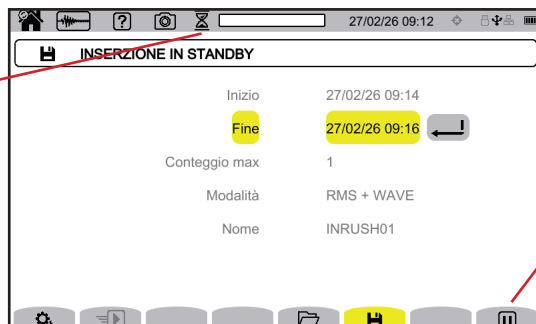 27/02/26 09:12
INSERZIONE IN STANDBY
Inizio 27/02/26 09:14
Fine 27/02/26 09:16
Conteggio max 1
Modalità RMS + WAVE
Nome INRUSH01